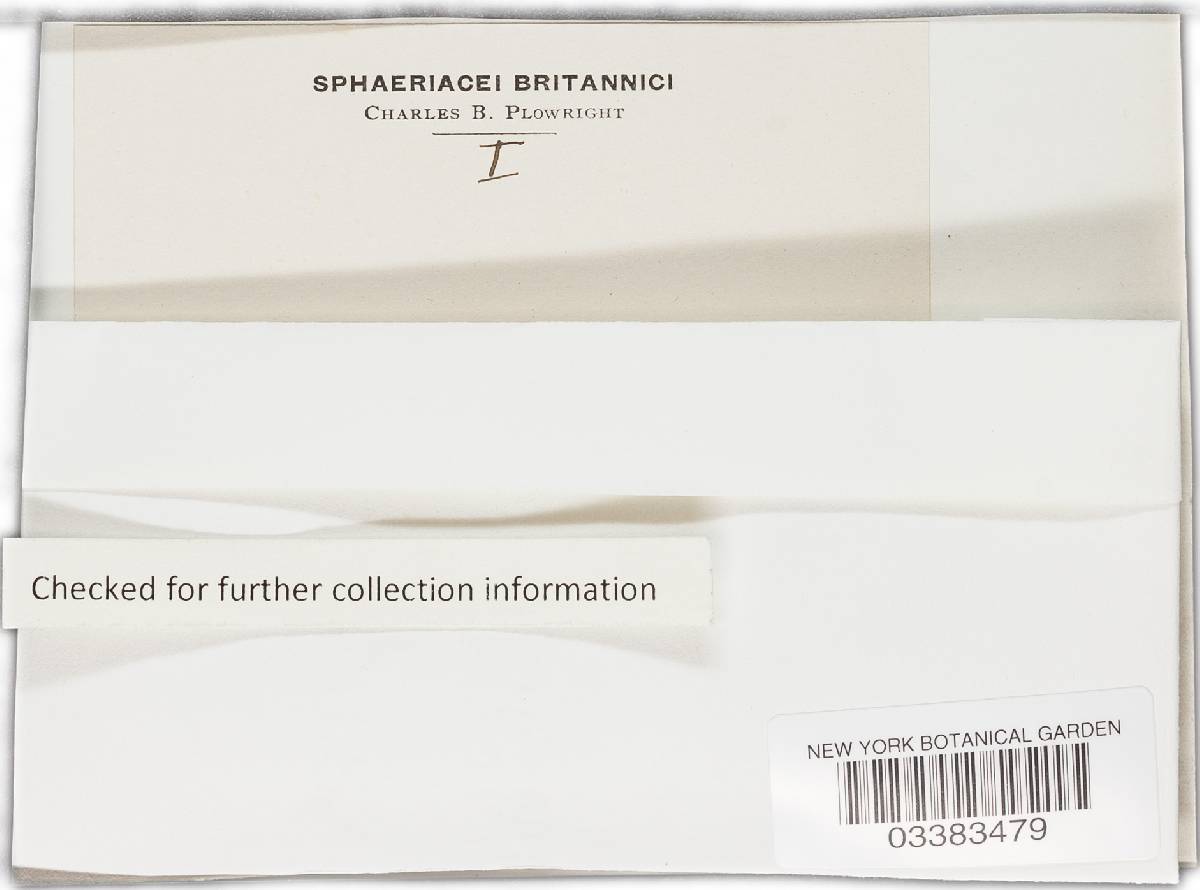 SPHAERIACEI BRITANNICI
CHARLES B. PLOWRIGHT
I
Checked for further collection information
NEW YORK BOTANICAL GARDEN
03383479